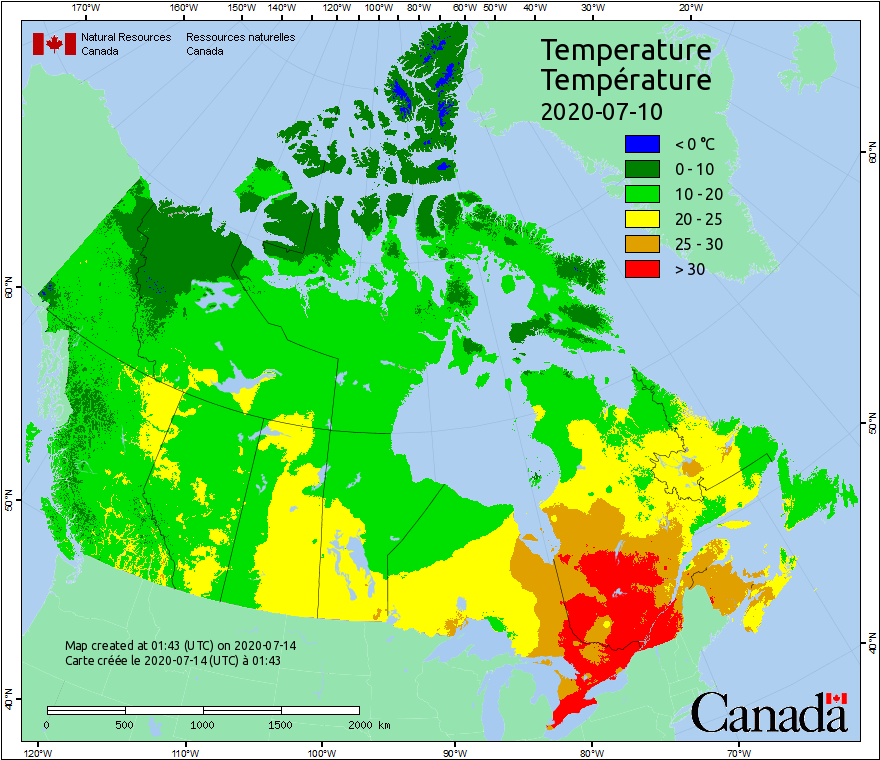 170°W 160°W 150°W 140°W 120°W 100°W 80°W 60°W 50°W 40°W 30°W 20°W
Natural Resources Ressources naturelles
Canada Canada
Temperature
Température
2020-07-10
< 0 °C
0 - 10
10 - 20
20 - 25
25 - 30
> 30
60°N 60°N
50°N 50°N
40°N 40°N
Map created at 01:43 (UTC) on 2020-07-14
Carte créée le 2020-07-14 (UTC) à 01:43
0 500 1000 1500 2000 km
Canada
120°W 110°W 100°W 90°W 80°W 70°W